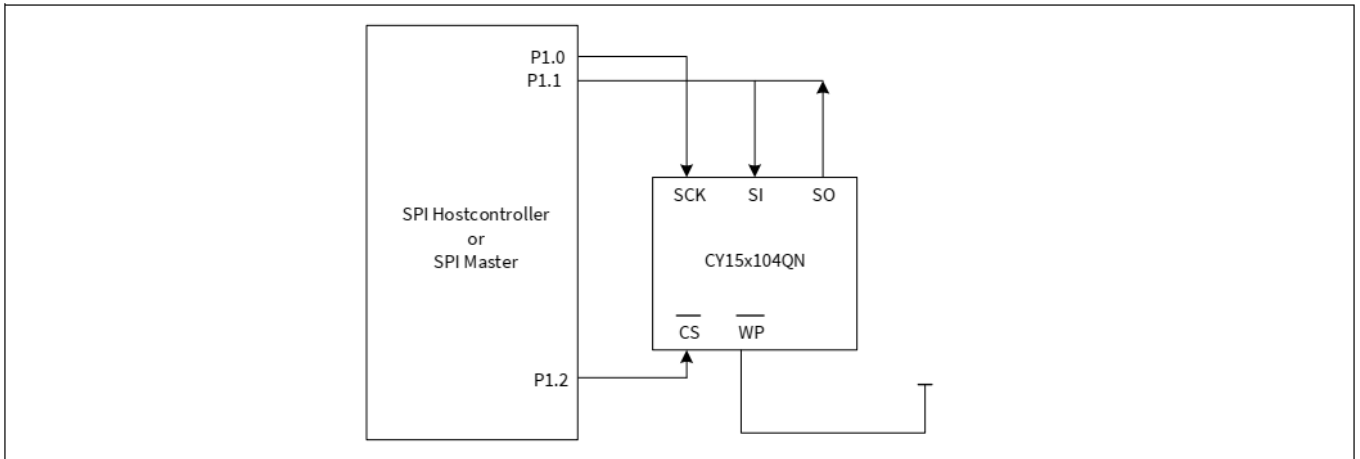 P1.0
P1.1
SPI Hostcontroller
or
SPI Master
P1.2
SCK SI SO
CY15x104QN
CS WP